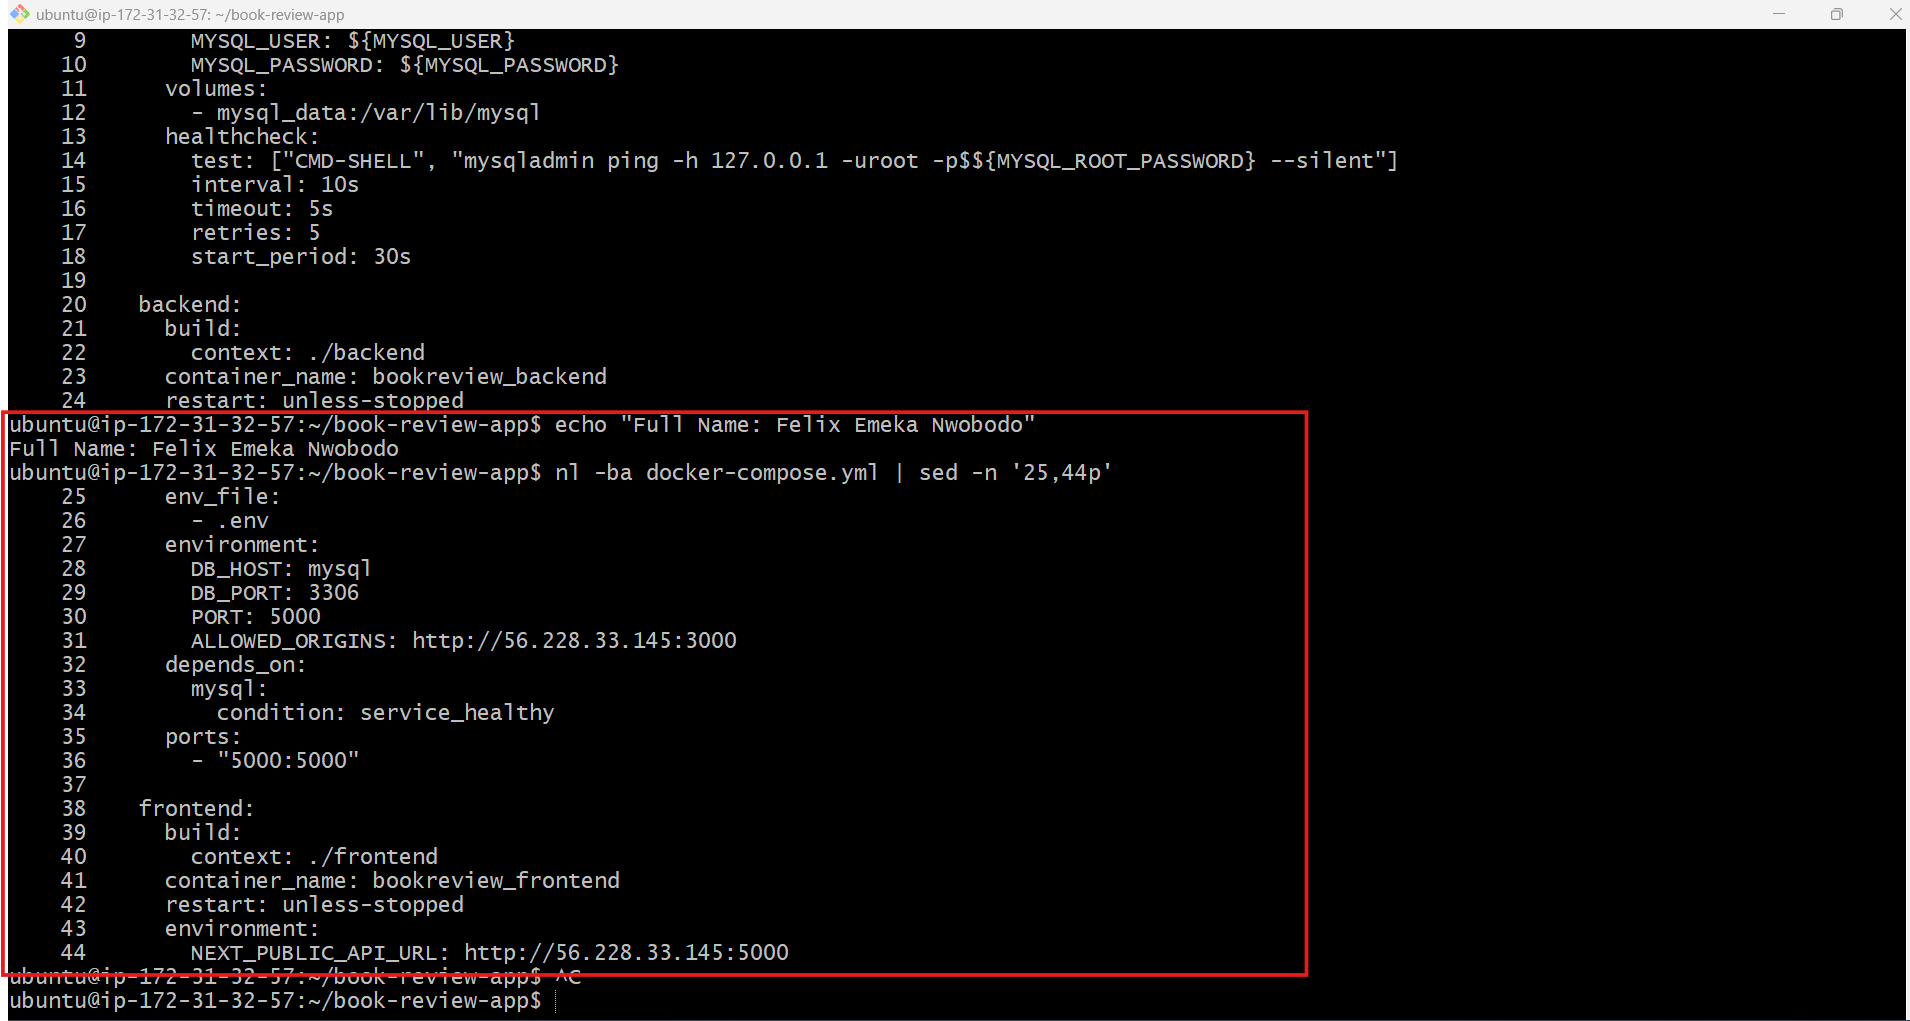 ubuntu@ip-172-31-32-57: ~/book-review-app
     9        MYSQL_USER: ${MYSQL_USER}
    10        MYSQL_PASSWORD: ${MYSQL_PASSWORD}
    11      volumes:
    12        - mysql_data:/var/lib/mysql
    13      healthcheck:
    14        test: ["CMD-SHELL", "mysqladmin ping -h 127.0.0.1 -uroot -p$${MYSQL_ROOT_PASSWORD} --silent"]
    15        interval: 10s
    16        timeout: 5s
    17        retries: 5
    18        start_period: 30s
    19
    20    backend:
    21      build:
    22        context: ./backend
    23      container_name: bookreview_backend
    24      restart: unless-stopped
ubuntu@ip-172-31-32-57:~/book-review-app$ echo "Full Name: Felix Emeka Nwobodo"
Full Name: Felix Emeka Nwobodo
ubuntu@ip-172-31-32-57:~/book-review-app$ nl -ba docker-compose.yml | sed -n '25,44p'
    25      env_file:
    26        - .env
    27      environment:
    28        DB_HOST: mysql
    29        DB_PORT: 3306
    30        PORT: 5000
    31        ALLOWED_ORIGINS: http://56.228.33.145:3000
    32      depends_on:
    33        mysql:
    34          condition: service_healthy
    35      ports:
    36        - "5000:5000"
    37
    38    frontend:
    39      build:
    40        context: ./frontend
    41      container_name: bookreview_frontend
    42      restart: unless-stopped
    43      environment:
    44        NEXT_PUBLIC_API_URL: http://56.228.33.145:5000
ubuntu@ip-172-31-32-57:~/book-review-app$ ^C
ubuntu@ip-172-31-32-57:~/book-review-app$